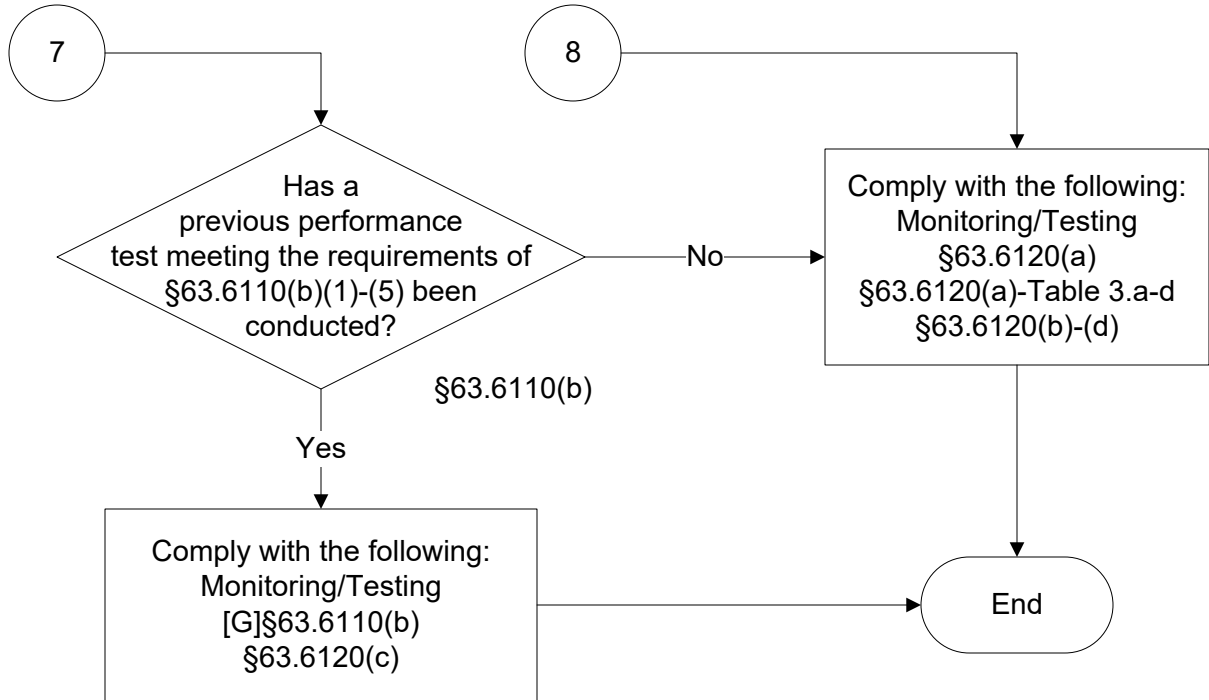 7
8
Has a
previous performance
test meeting the requirements of
§63.6110(b)(1)-(5) been
conducted?
No
Comply with the following:
Monitoring/Testing
§63.6120(a)
§63.6120(a)-Table 3.a-d
§63.6120(b)-(d)
§63.6110(b)
Yes
Comply with the following:
Monitoring/Testing
[G]§63.6110(b)
§63.6120(c)
End